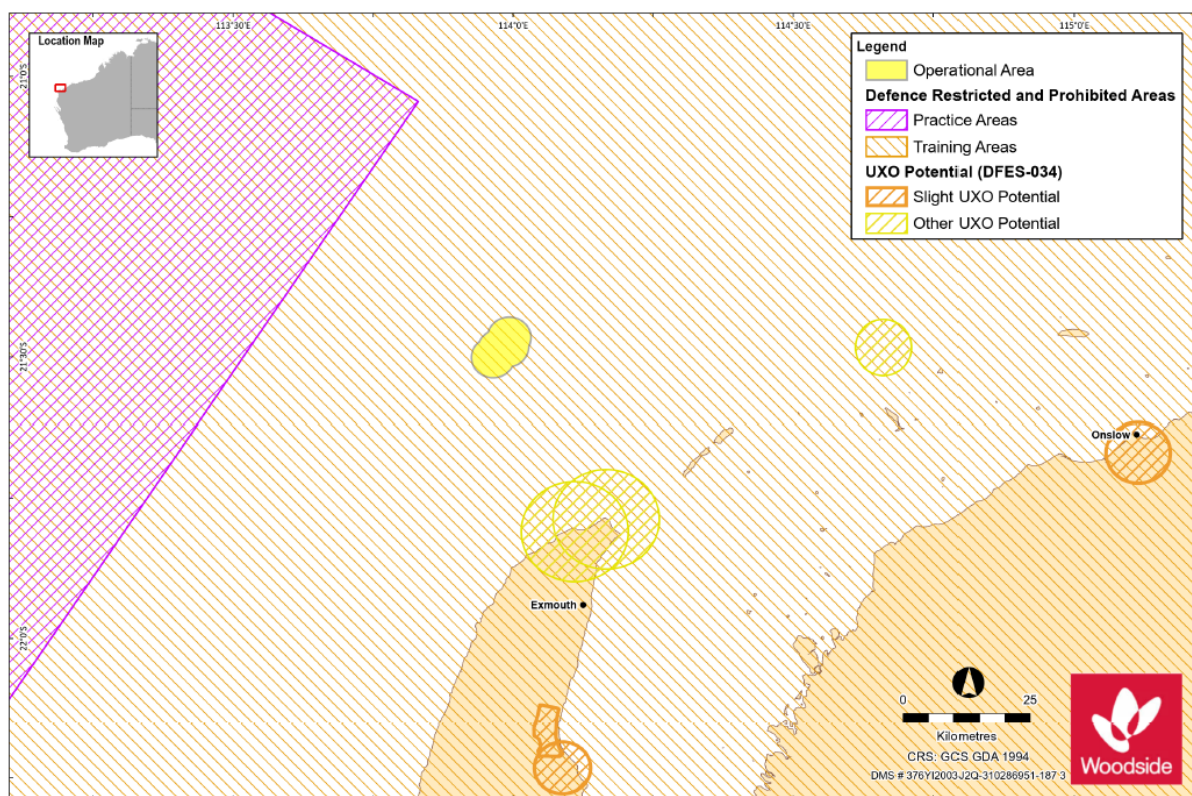 113°30'E
114°0'E
114°30'E
115°0'E
Location Map
21°0'S
21°30'S
22°0'S
Legend
Operational Area
Defence Restricted and Prohibited Areas
Practice Areas
Training Areas
UXO Potential (DFES-034)
Slight UXO Potential
Other UXO Potential
Onslow
Exmouth
0 25
Kilometres
CRS: GCS GDA 1994
DMS # 376YI2003J2Q-310286951-187 3
Woodside